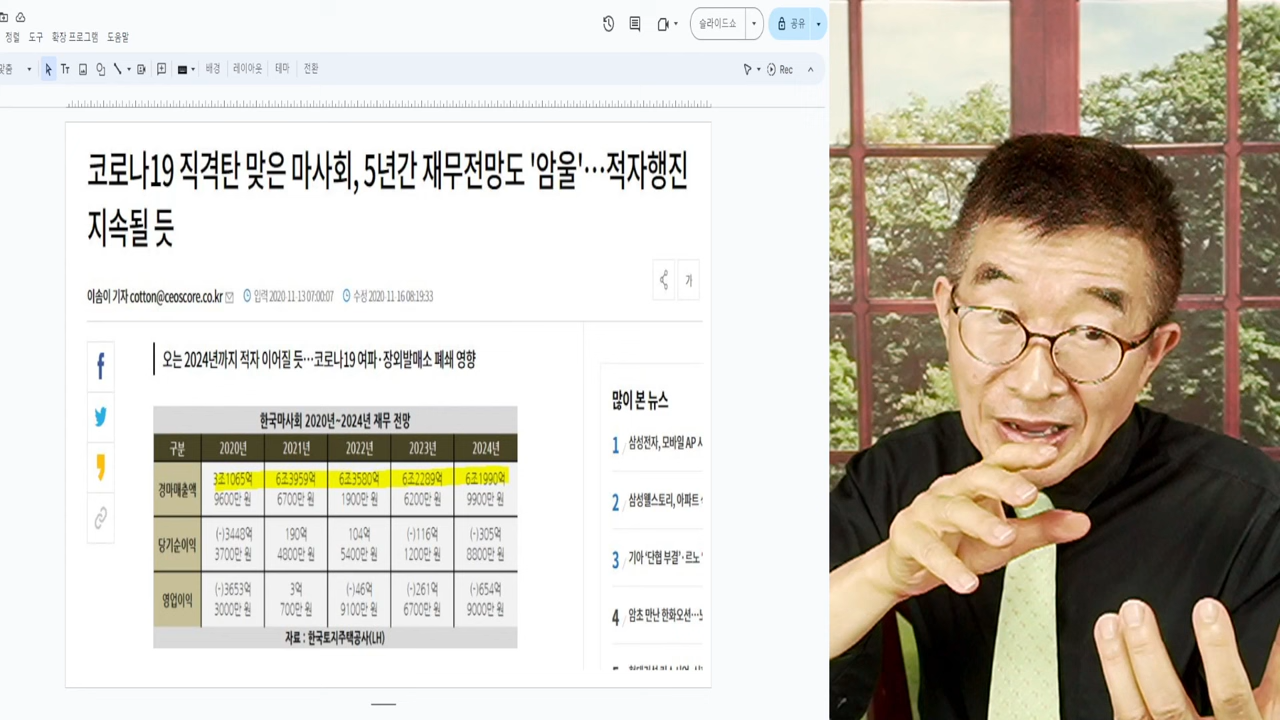 정렬 도구 확장 프로그램 도움말
슬라이드쇼
공유
맞춤
Tr
배경 레이아웃 테마 전환
Rec
코로나19 직격탄 맞은 마사회, 5년간 재무전망도 '암울'…적자행진
지속될 듯
이솜이 기자 cotton@ceoscore.co.kr
입력 2020-11-13 07:00:07
수정 2020-11-16 08:19:33
가
오는 2024년까지 적자 이어질 듯…코로나19 여파·장외발매소 폐쇄 영향
한국마사회 2020년~2024년 재무 전망
구분 2020년 2021년 2022년 2023년 2024년
경마매출액
3조1065억 6조3959억 6조3580억 6조2289억 6조1990억
9600만 원 6700만 원 1900만 원 6200만 원 9900만 원
당기순이익
(-)3448억 190억 104억 (-)116억 (-)305억
3700만 원 4800만 원 5400만 원 1200만 원 8800만 원
영업이익
(-)3653억 3억 (-)46억 (-)261억 (-)654억
3000만 원 700만 원 9100만 원 6700만 원 9000만 원
자료 : 한국토지주택공사(LH)
많이 본 뉴스
1 삼성전자, 모바일 AP
2 삼성웰스토리, 아파트
3 기아 '단협 부결'·르노
4 암초 만난 한화오션…